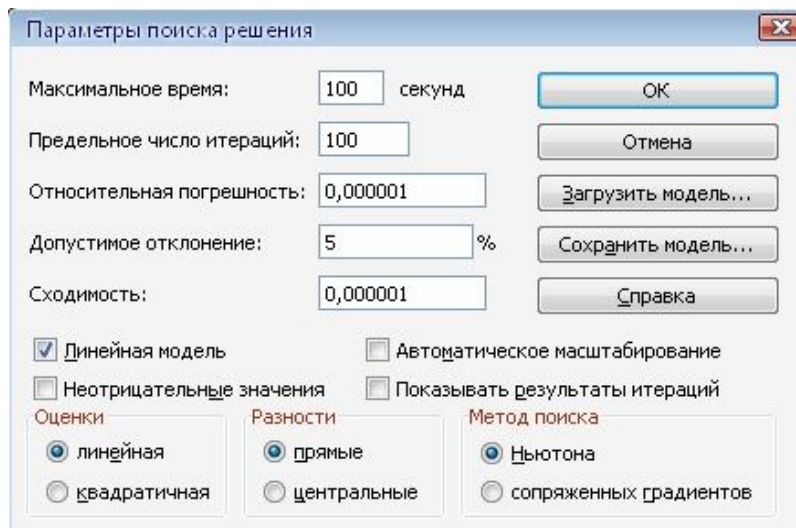 Параметры поиска решения
Максимальное время: 100 секунд OK
Предельное число итераций: 100 Отмена
Относительная погрешность: 0,000001 Загрузить модель...
Допустимое отклонение: 5 % Сохранить модель...
Сходимость: 0,000001 Справка
Линейная модель Автоматическое масштабирование
Неотрицательные значения Показывать результаты итераций
Оценки Разности Метод поиска
линейная прямые Ньютона
квадратичная центральные сопряженных градиентов